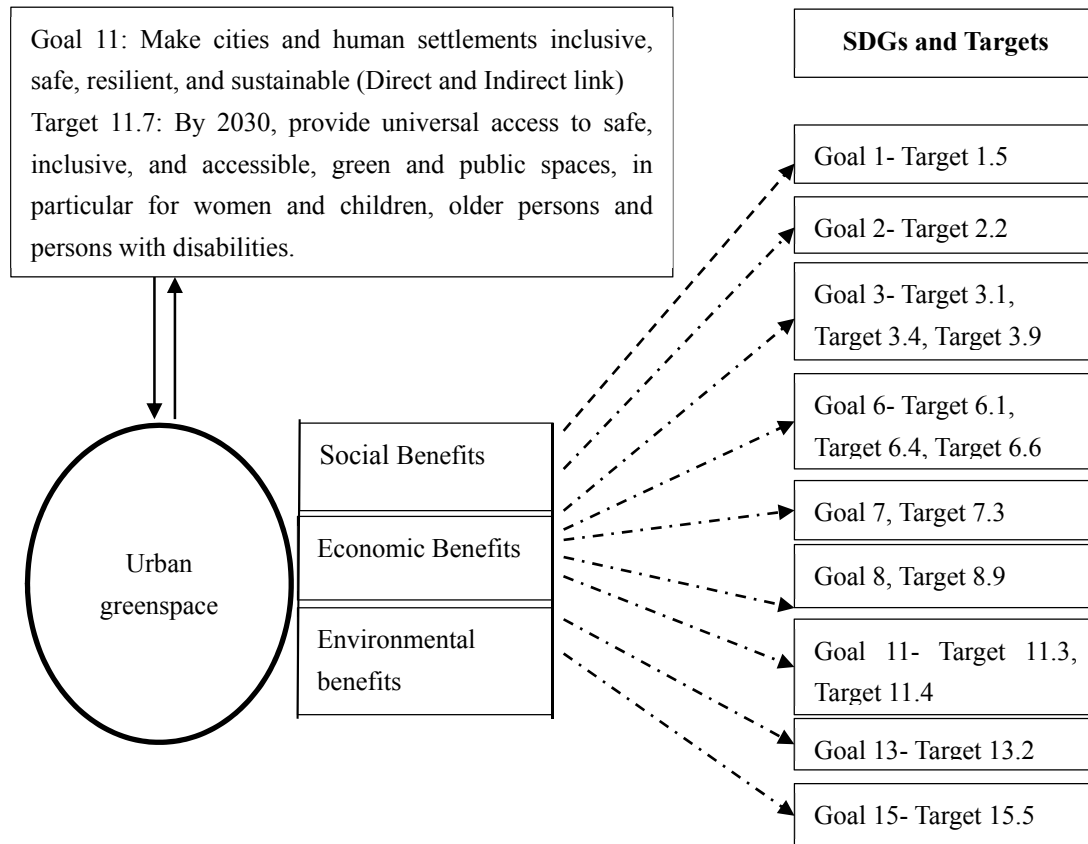 Goal 11: Make cities and human settlements inclusive,
safe, resilient, and sustainable (Direct and Indirect link)
Target 11.7: By 2030, provide universal access to safe,
inclusive, and accessible, green and public spaces, in
particular for women and children, older persons and
persons with disabilities.
Urban
greenspace
Social Benefits
Economic Benefits
Environmental
benefits
SDGs and Targets
Goal 1- Target 1.5
Goal 2- Target 2.2
Goal 3- Target 3.1,
Target 3.4, Target 3.9
Goal 6- Target 6.1,
Target 6.4, Target 6.6
Goal 7, Target 7.3
Goal 8, Target 8.9
Goal 11- Target 11.3,
Target 11.4
Goal 13- Target 13.2
Goal 15- Target 15.5